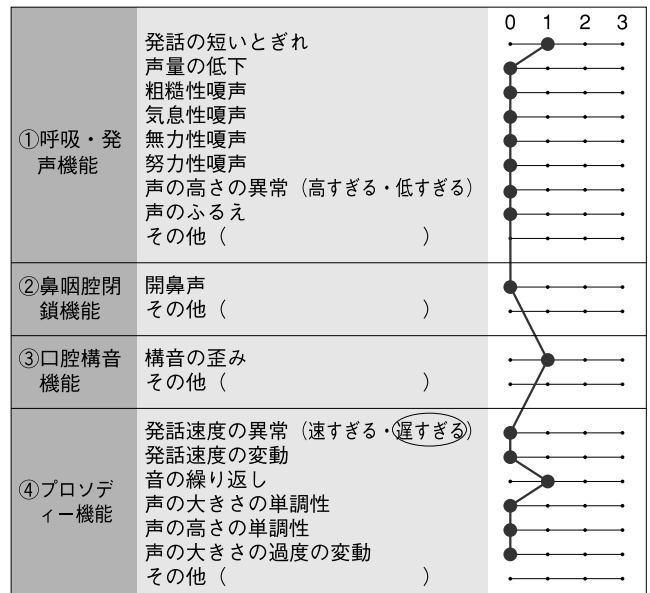 0 1 2 3
①呼吸・発
声機能
発話の短いとぎれ
声量の低下
粗糙性嗄声
気息性嗄声
無力性嗄声
努力性嗄声
声の高さの異常（高すぎる・低すぎる）
声のふるえ
その他（　　　　　　　　）
②鼻咽腔閉
鎖機能
開鼻声
その他（　　　　　　　　）
③口腔構音
機能
構音の歪み
その他（　　　　　　　　）
④プロソデ
ィー機能
発話速度の異常（速すぎる・遅すぎる）
発話速度の変動
音の繰り返し
声の大きさの単調性
声の高さの単調性
声の大きさの過度の変動
その他（　　　　　　　　）